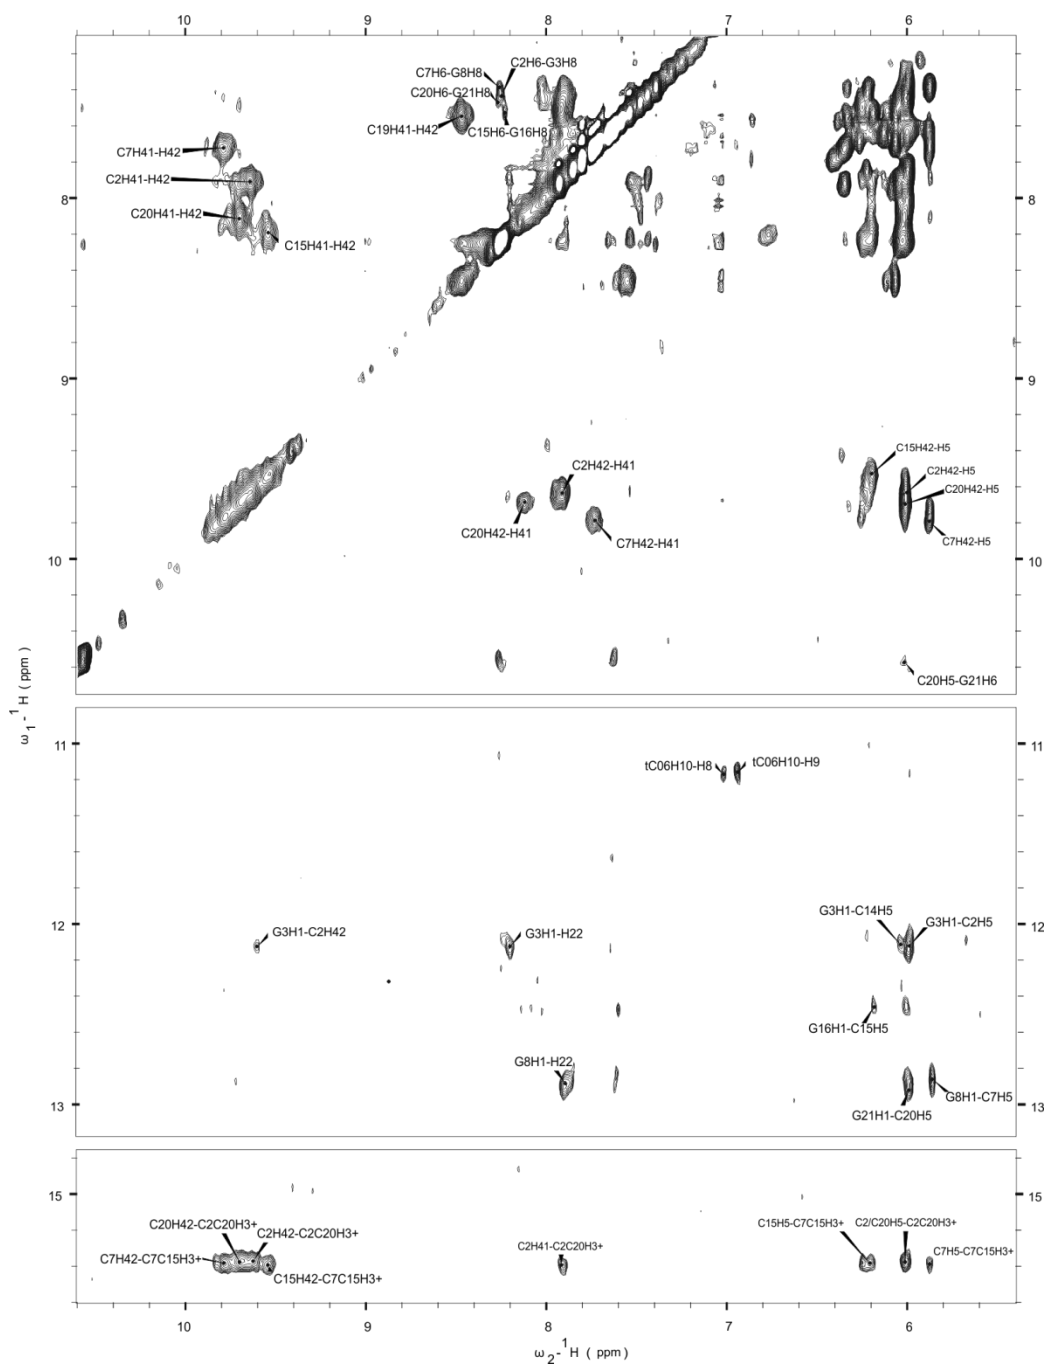 10 9 8 7 6
C7H6-G8H8
C2H6-G3H8
C20H6-G21H8
C19H41-H42
C15H6-G16H8
C7H41-H42
C2H41-H42
8 8
C20H41-H42
C15H41-H42
9 9
C15H42-H5
C2H42-H41
C2H42-H5
C20H42-H5
C20H42-H41
C7H42-H41
C7H42-H5
10 10
C20H5-G21H6
ω1-1H (ppm)
11 11
tC06H10-H8
tC06H10-H9
G3H1-C14H5
G3H1-C2H5
12 12
G3H1-C2H42
G3H1-H22
G16H1-C15H5
G8H1-H22
G8H1-C7H5
13 13
G21H1-C20H5
15 15
C20H42-C2C20H3+
C2H42-C2C20H3+
C15H5-C7C15H3+
C2/C20H5-C2C20H3+
C7H42-C7C15H3+
C2H41-C2C20H3+
C7H5-C7C15H3+
C15H42-C7C15H3+
10 9 8 7 6
ω2-1H (ppm)